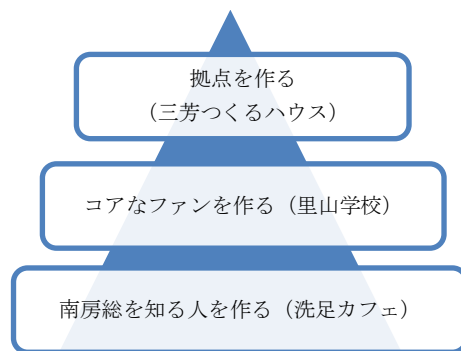 拠点を作る
（三芳つくるハウス）
コアなファンを作る（里山学校）
南房総を知る人を作る（洗足カフェ）